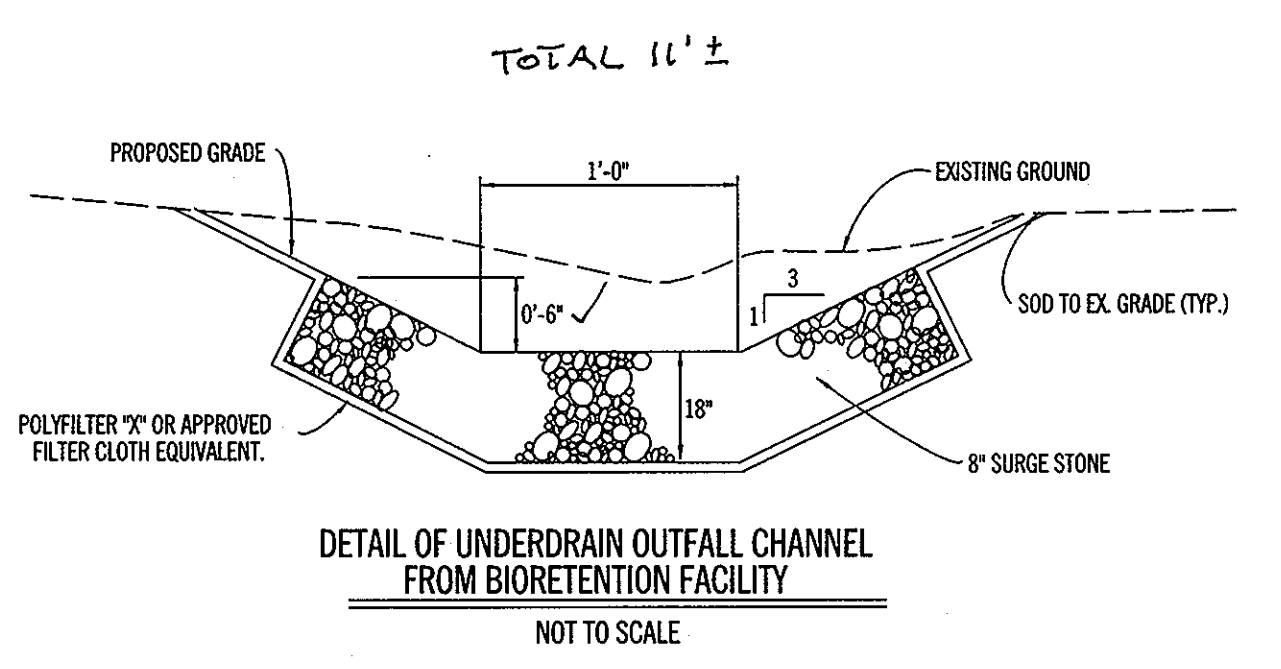 TOTAL 11' ±
PROPOSED GRADE
1'-0"
EXISTING GROUND
3
1
0'-6"
SOD TO EX. GRADE (TYP.)
18"
POLYFILTER "X" OR APPROVED
FILTER CLOTH EQUIVALENT.
8" SURGE STONE
DETAIL OF UNDERDRAIN OUTFALL CHANNEL
FROM BIORETENTION FACILITY
NOT TO SCALE